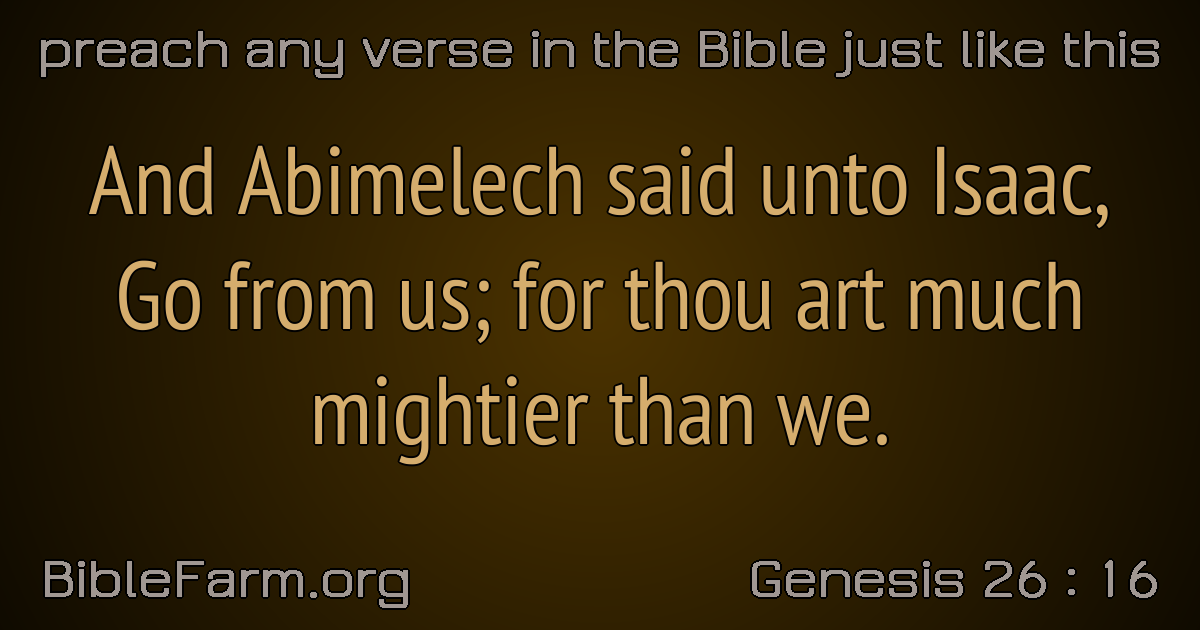 preach any verse in the Bible just like this
And Abimelech said unto Isaac,
Go from us; for thou art much
mightier than we.
BibleFarm.org
Genesis 26 : 16